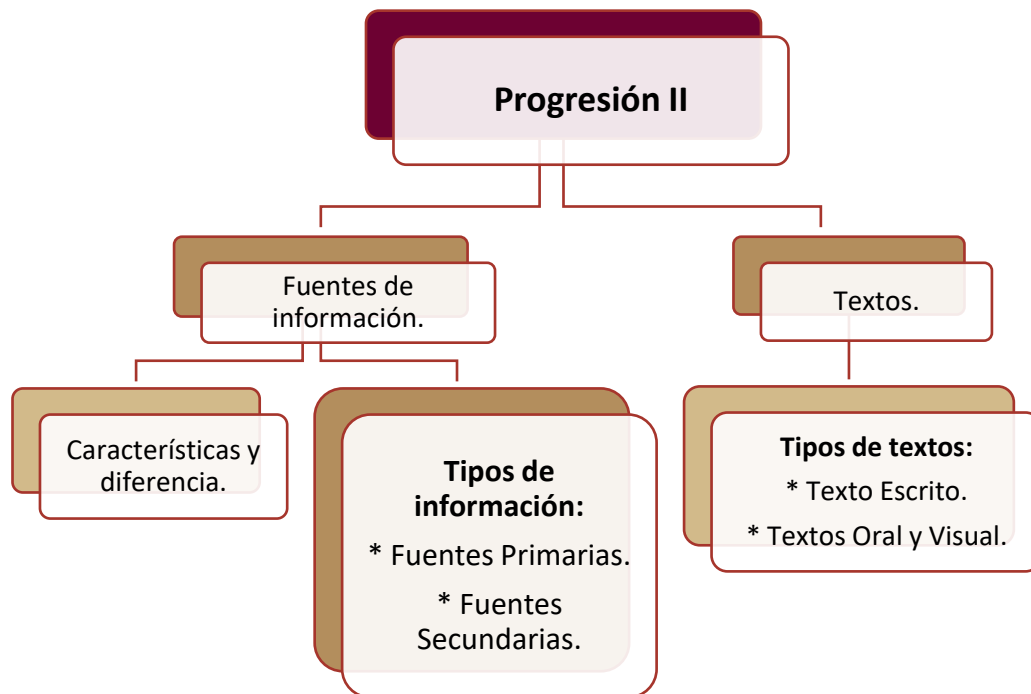 Progresión II
Fuentes de
información.
Textos.
Características y
diferencia.
Tipos de
información:
* Fuentes Primarias.
* Fuentes
Secundarias.
Tipos de textos:
* Texto Escrito.
* Textos Oral y Visual.